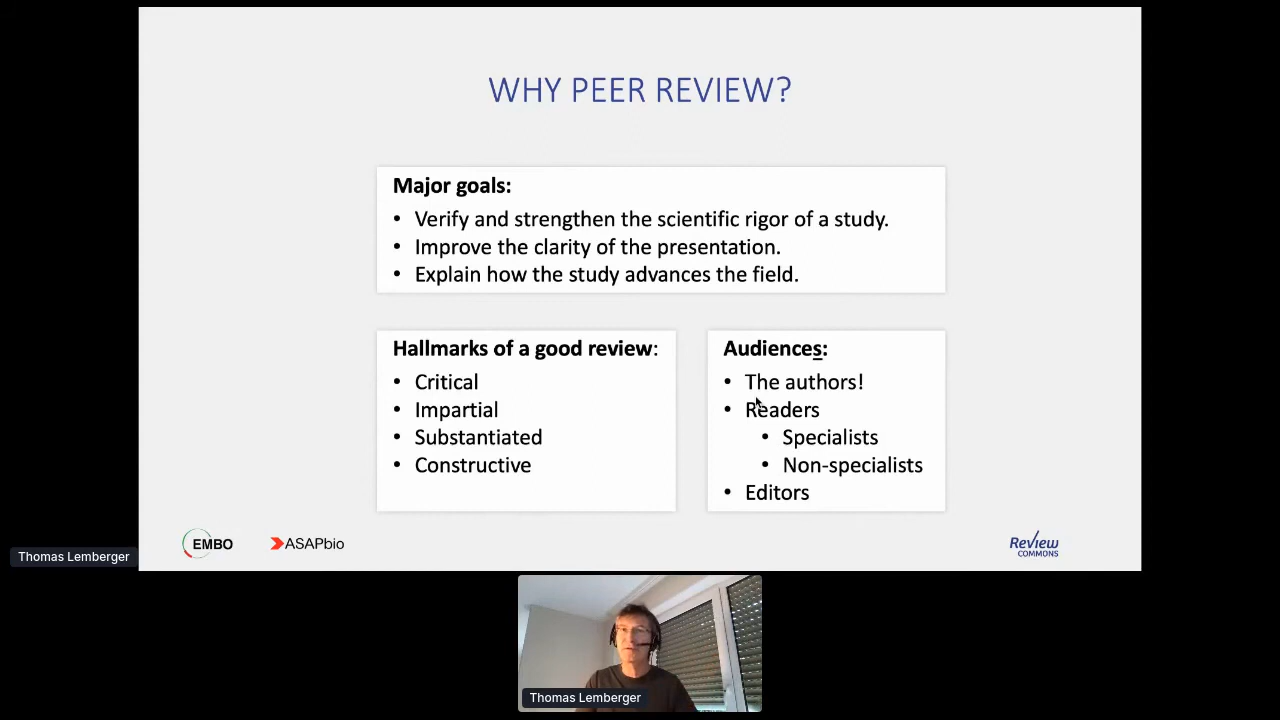 WHY PEER REVIEW?
Major goals:
• Verify and strengthen the scientific rigor of a study.
• Improve the clarity of the presentation.
• Explain how the study advances the field.
Hallmarks of a good review:
• Critical
• Impartial
• Substantiated
• Constructive
Audiences:
• The authors!
• Readers
• Specialists
• Non-specialists
• Editors
EMBO
ASAPbio
Review
COMMONS
Thomas Lemberger
Thomas Lemberger